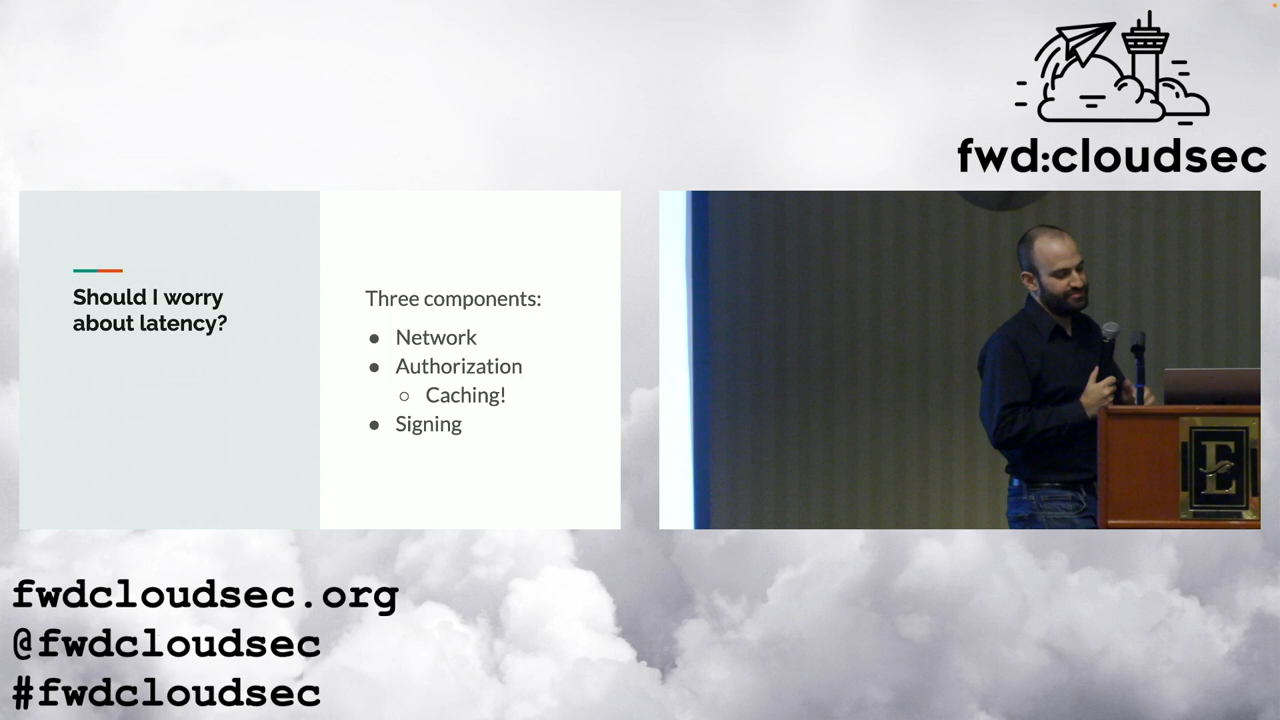 fwd:cloudsec
Should I worry
about latency?
Three components:
● Network
● Authorization
○ Caching!
● Signing
E
fwdcloudsec.org
@fwdcloudsec
#fwdcloudsec